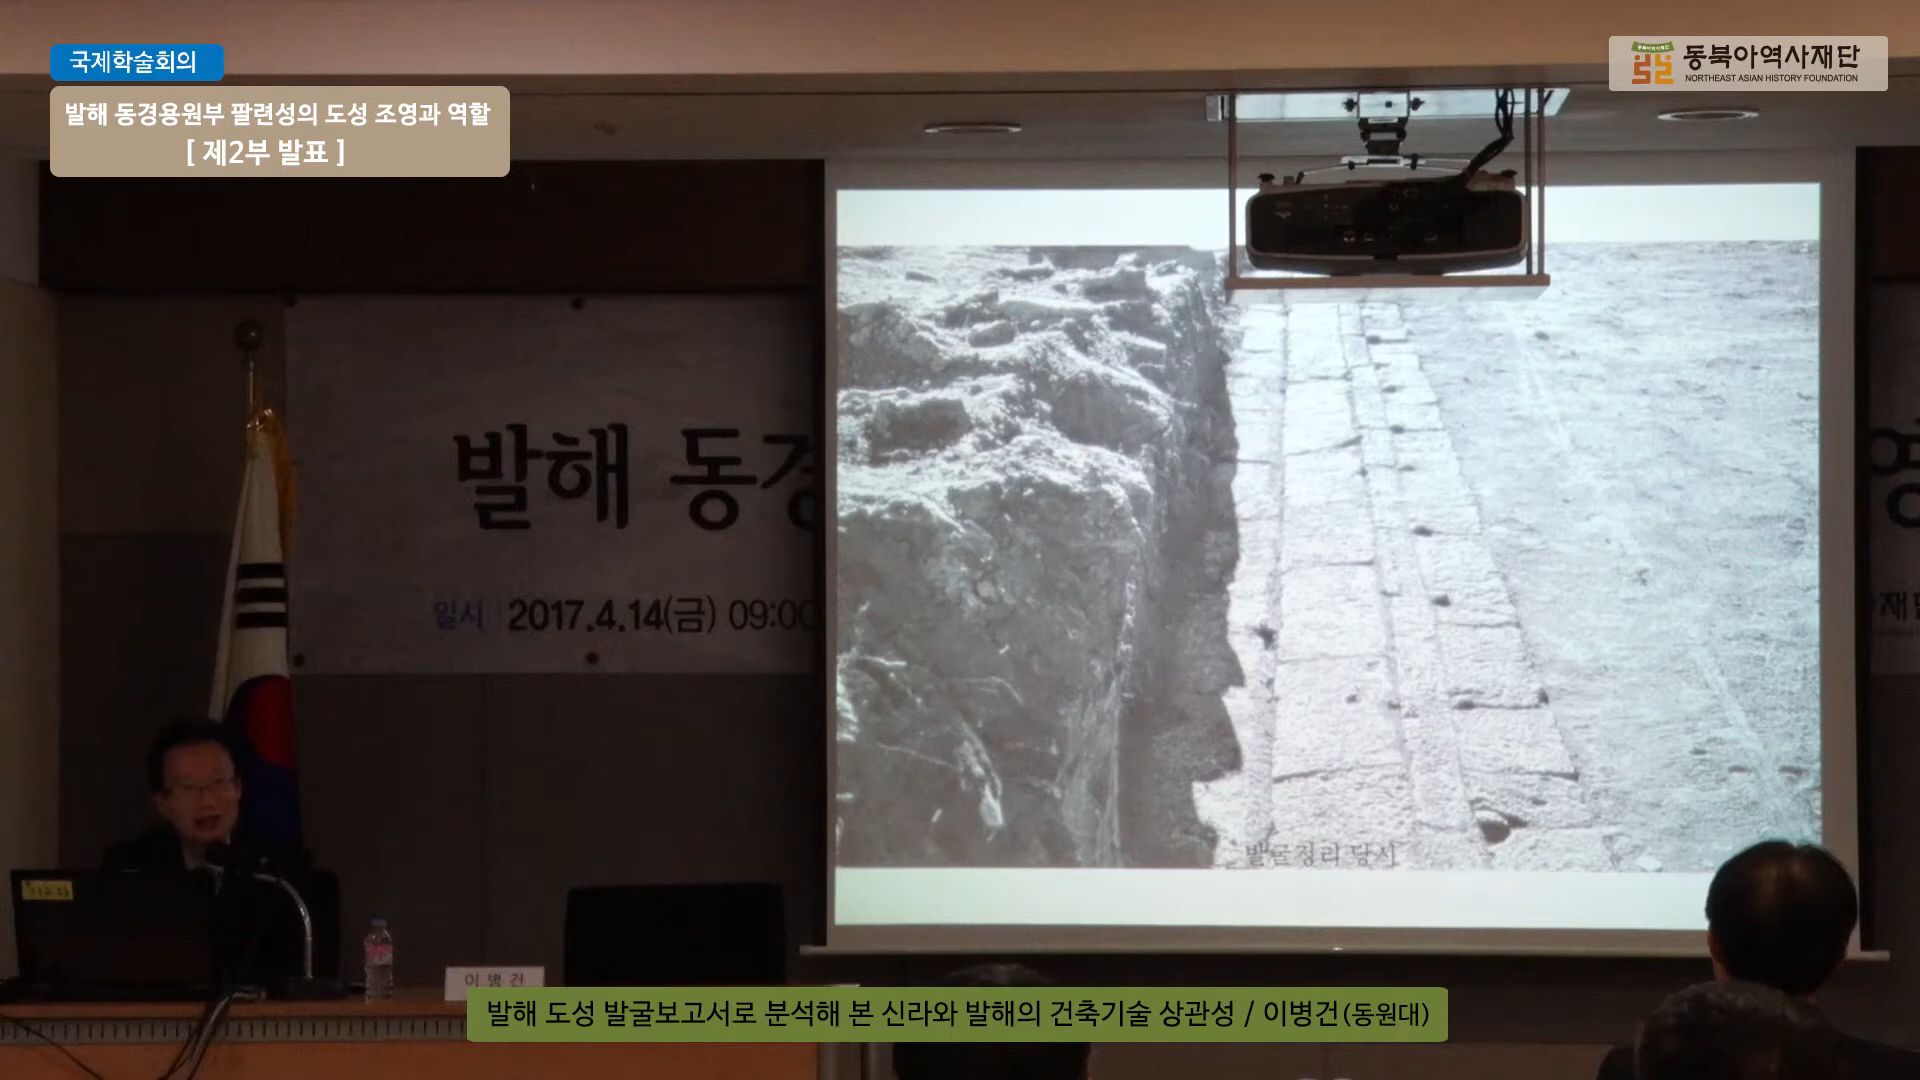 국제학술회의
발해 동경용원부 팔련성의 도성 조영과 역할
[ 제2부 발표 ]
동북아역사재단
NORTHEAST ASIAN HISTORY FOUNDATION
발해 동경
일시 2017.4.14(금) 09:00
발굴정리 당시
이 병 건
발해 도성 발굴보고서로 분석해 본 신라와 발해의 건축기술 상관성 / 이병건(동원대)